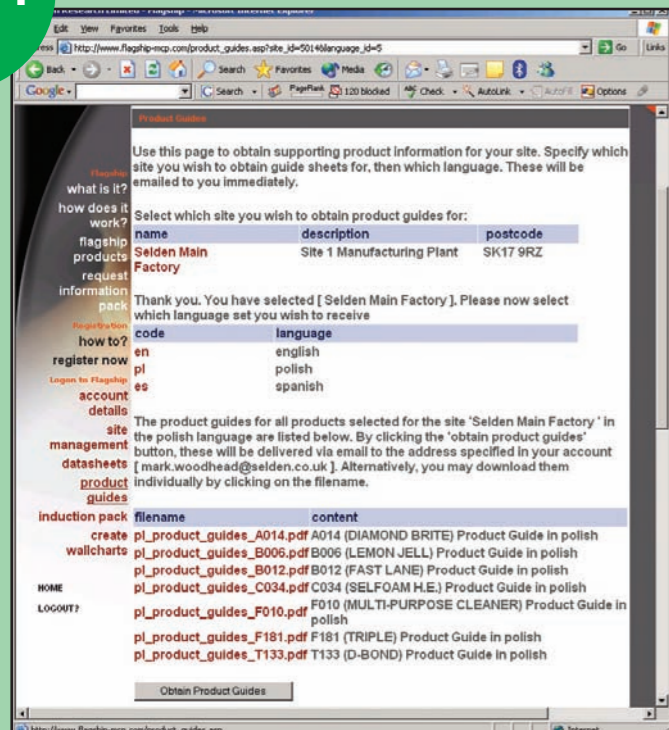 Research Limited - Flagship - Microsoft Internet Explorer
Edit View Favorites Tools Help
http://www.flagship-mcp.com/product_guides.asp?site_id=5014&language_id=5
Go Links
Back Search Favorites Media
Google Search PageRank 120 blocked Check AutoLink AutoFill Options
Product Guides
Use this page to obtain supporting product information for your site. Specify which
site you wish to obtain guide sheets for, then which language. These will be
emailed to you immediately.
Select which site you wish to obtain product guides for:
name description postcode
Selden Main Site 1 Manufacturing Plant SK17 9RZ
Factory
Thank you. You have selected [ Selden Main Factory ]. Please now select
which language set you wish to receive
code language
en english
pl polish
es spanish
The product guides for all products selected for the site 'Selden Main Factory ' in
the polish language are listed below. By clicking the 'obtain product guides'
button, these will be delivered via email to the address specified in your account
[ mark.woodhead@selden.co.uk ]. Alternatively, you may download them
individually by clicking on the filename.
filename content
pl_product_guides_A014.pdf A014 (DIAMOND BRITE) Product Guide in polish
pl_product_guides_B006.pdf B006 (LEMON JELL) Product Guide in polish
pl_product_guides_B012.pdf B012 (FAST LANE) Product Guide in polish
pl_product_guides_C034.pdf C034 (SELFOAM H.E.) Product Guide in polish
pl_product_guides_F010.pdf F010 (MULTI-PURPOSE CLEANER) Product Guide in
polish
pl_product_guides_F181.pdf F181 (TRIPLE) Product Guide in polish
pl_product_guides_T133.pdf T133 (D-BOND) Product Guide in polish
Obtain Product Guides
Flagship
what is it?
how does it
work?
flagship
products
request
information
pack
Registration
how to?
register now
Logon to Flagship
account
details
site
management
datasheets
product
guides
induction pack
create
wallcharts
HOME
LOGOUT?
http://www.flagship-mcp.com/product_guides.asp
Internet